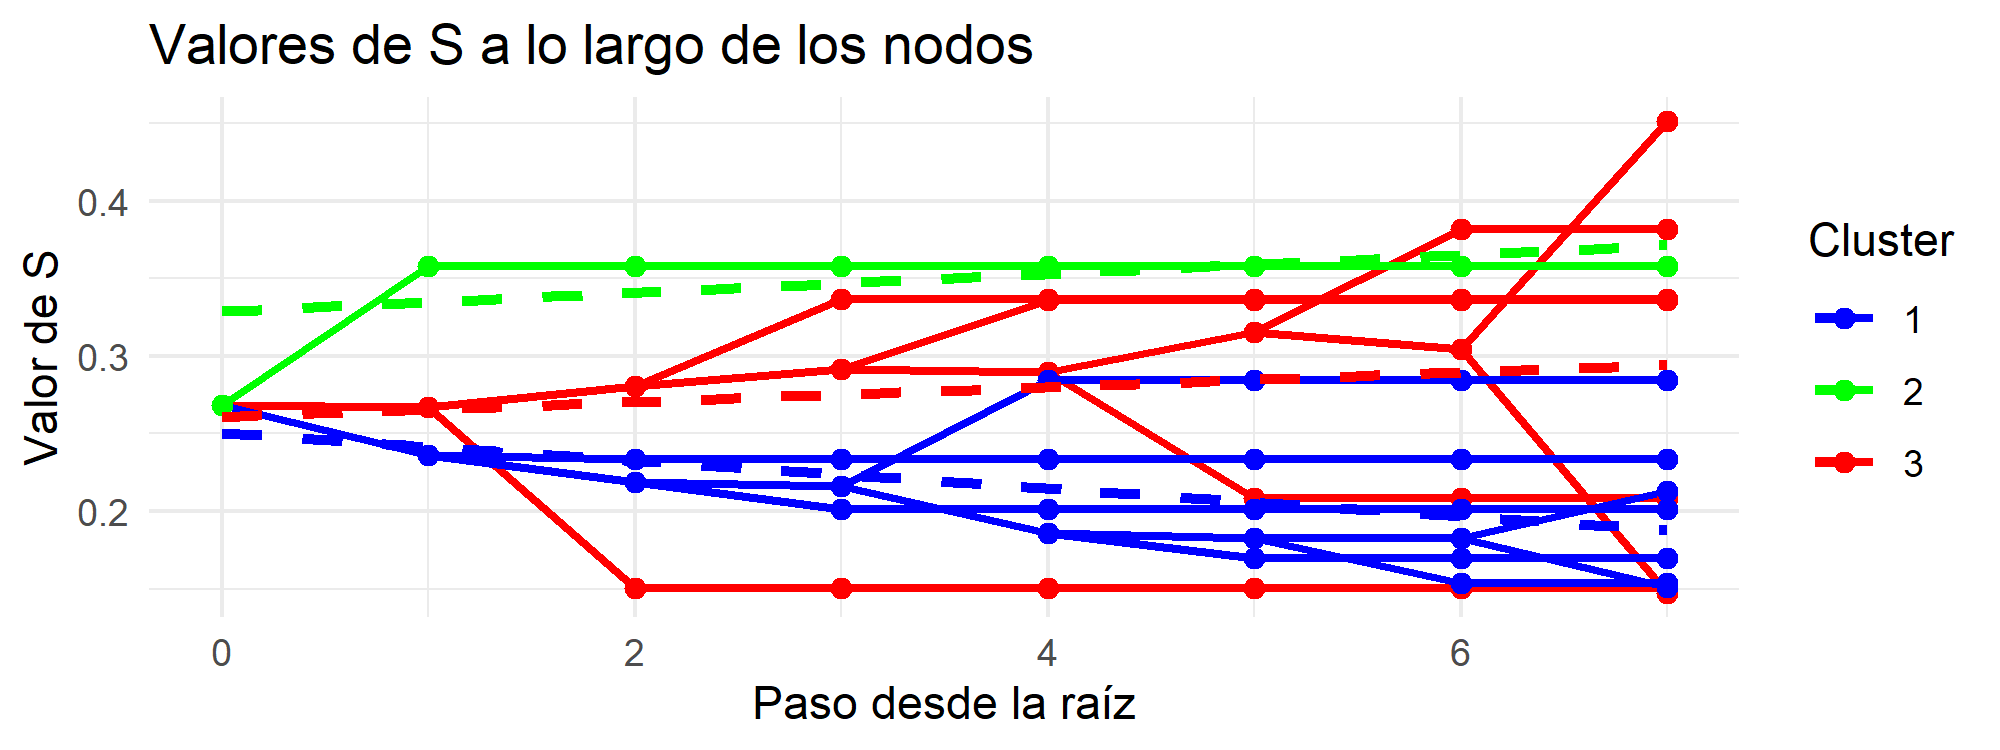 Valores de S a lo largo de los nodos
Valor de S
0.4
0.3
0.2
0 2 4 6
Paso desde la raíz
Cluster
1
2
3